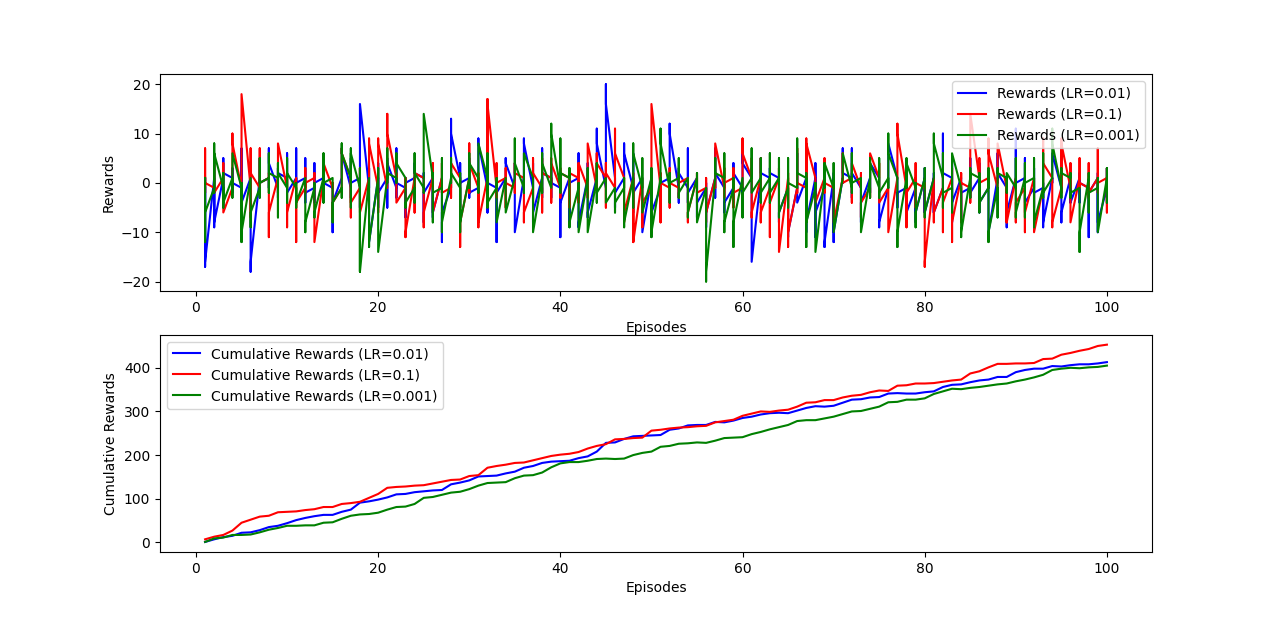 20
10
0
−10
−20
Rewards
Rewards (LR=0.01)
Rewards (LR=0.1)
Rewards (LR=0.001)
0 20 40 60 80 100
Episodes
400
300
200
100
0
Cumulative Rewards
Cumulative Rewards (LR=0.01)
Cumulative Rewards (LR=0.1)
Cumulative Rewards (LR=0.001)
0 20 40 60 80 100
Episodes